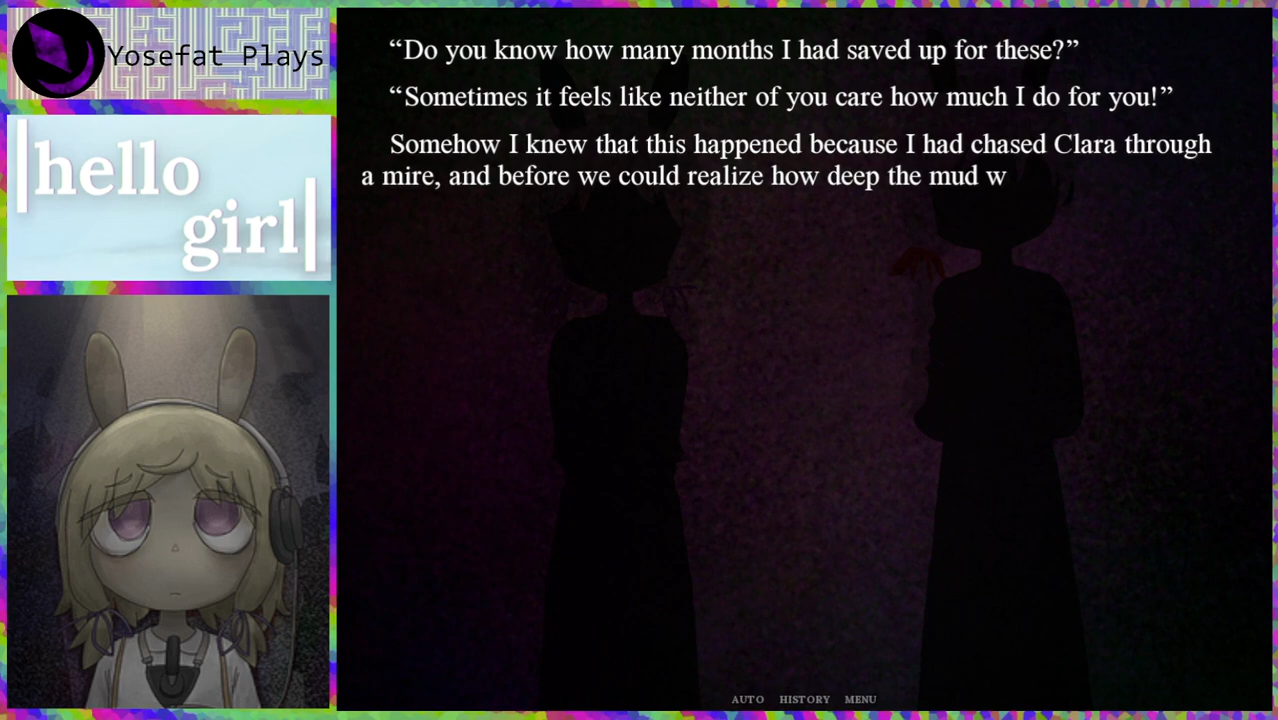 Yosefat Plays
|hello
girl|
“Do you know how many months I had saved up for these?”
“Sometimes it feels like neither of you care how much I do for you!”
Somehow I knew that this happened because I had chased Clara through
a mire, and before we could realize how deep the mud w
AUTO HISTORY MENU